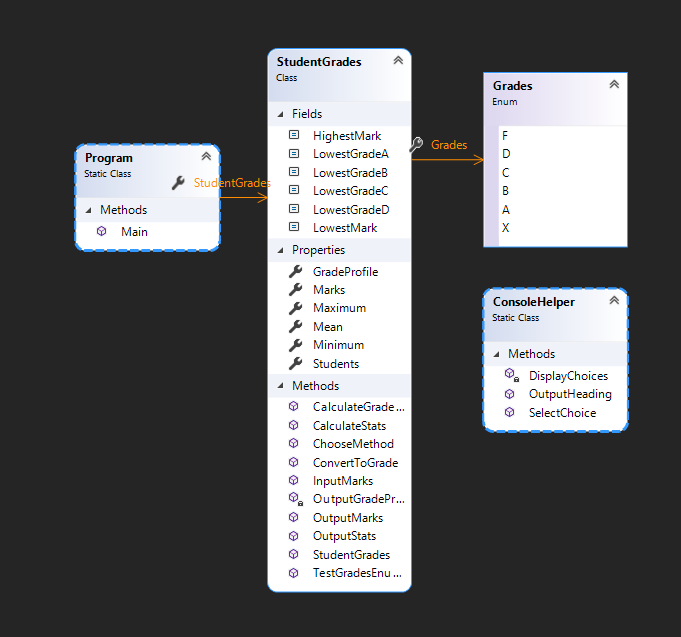 Program
Static Class
StudentGrades
Methods
Main
StudentGrades
Class
Fields
HighestMark
LowestGradeA
LowestGradeB
LowestGradeC
LowestGradeD
LowestMark
Properties
GradeProfile
Marks
Maximum
Mean
Minimum
Students
Methods
CalculateGrade...
CalculateStats
ChooseMethod
ConvertToGrade
InputMarks
OutputGradePr...
OutputMarks
OutputStats
StudentGrades
TestGradesEnu...
Grades
Grades
Enum
F
D
C
B
A
X
ConsoleHelper
Static Class
Methods
DisplayChoices
OutputHeading
SelectChoice